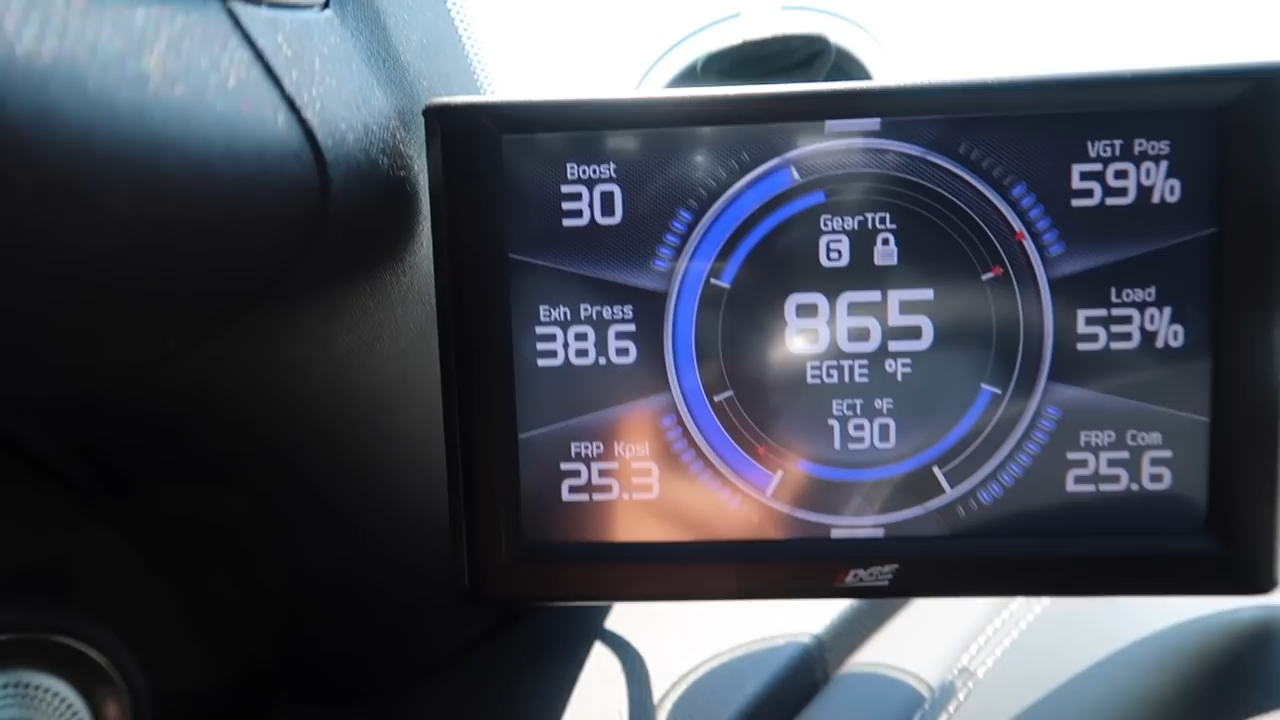 Boost
30
VGT Pos
59%
GearTCL
6
Exh Press
38.6
865
EGTE °F
Load
53%
ECT °F
190
FRP Kpsi
25.3
FRP Com
25.6
EDGE